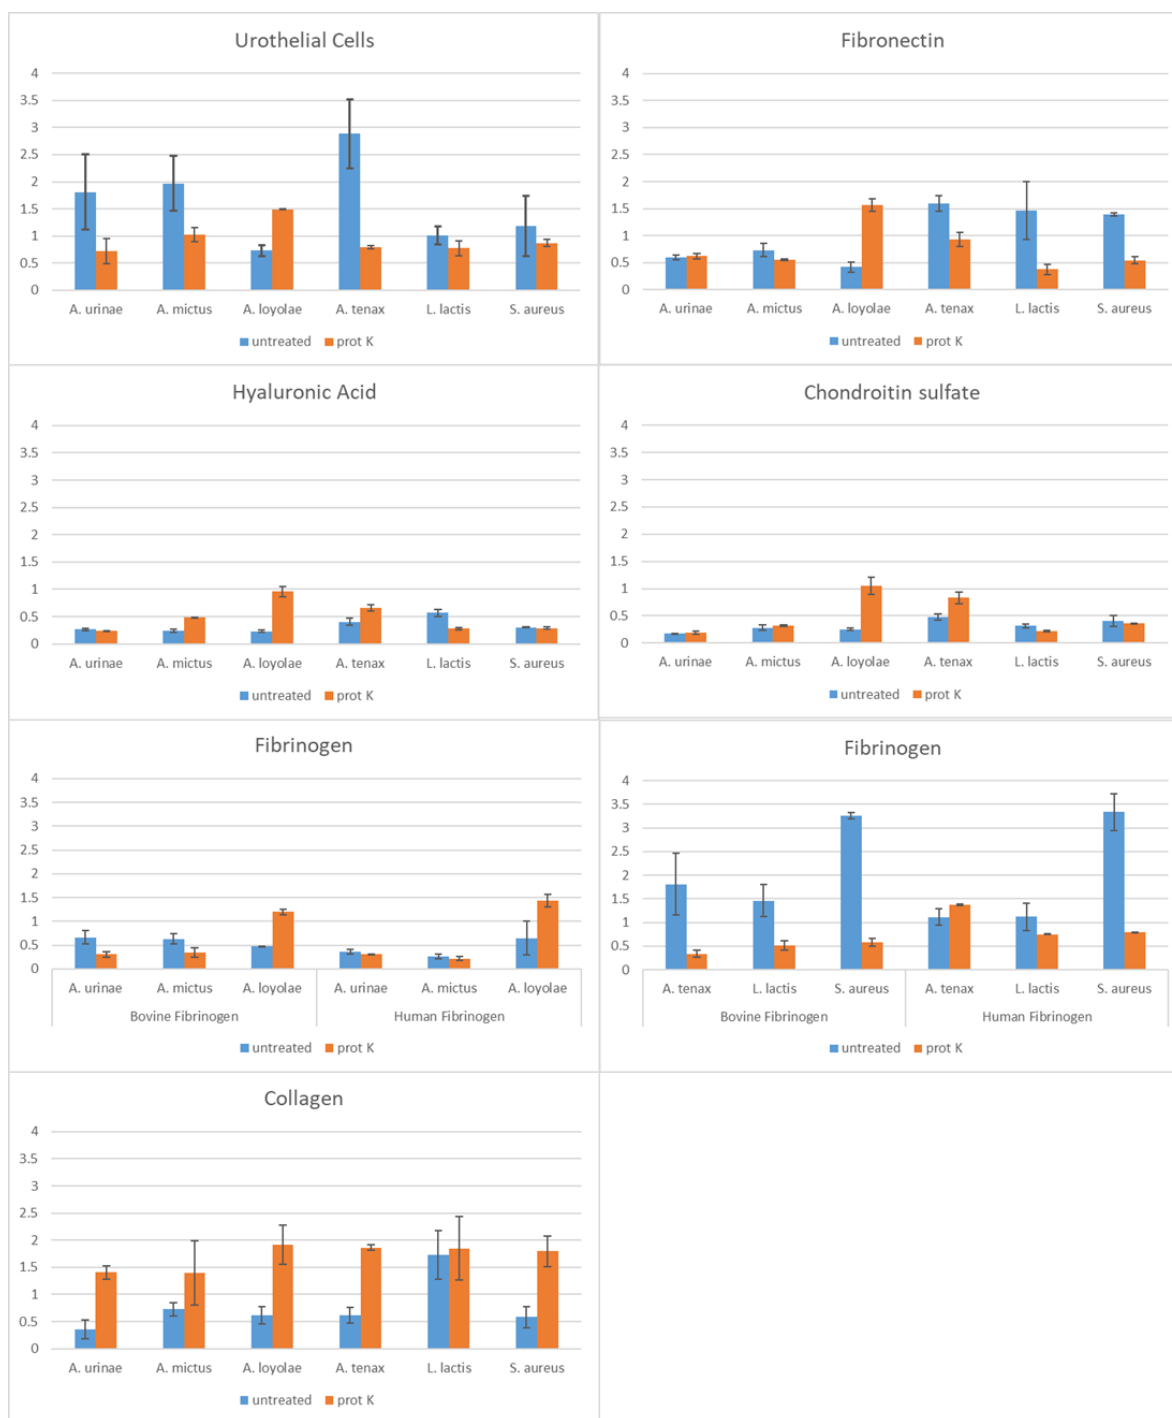 Urothelial Cells
4
3.5
3
2.5
2
1.5
1
0.5
0
A. urinae A. mictus A. loyolae A. tenax L. lactis S. aureus
untreated prot K
Fibronectin
4
3.5
3
2.5
2
1.5
1
0.5
0
A. urinae A. mictus A. loyolae A. tenax L. lactis S. aureus
untreated prot K
Hyaluronic Acid
4
3.5
3
2.5
2
1.5
1
0.5
0
A. urinae A. mictus A. loyolae A. tenax L. lactis S. aureus
untreated prot K
Chondroitin sulfate
4
3.5
3
2.5
2
1.5
1
0.5
0
A. urinae A. mictus A. loyolae A. tenax L. lactis S. aureus
untreated prot K
Fibrinogen
4
3.5
3
2.5
2
1.5
1
0.5
0
A. urinae A. mictus A. loyolae A. urinae A. mictus A. loyolae
Bovine Fibrinogen Human Fibrinogen
untreated prot K
Fibrinogen
4
3.5
3
2.5
2
1.5
1
0.5
0
A. tenax L. lactis S. aureus A. tenax L. lactis S. aureus
Bovine Fibrinogen Human Fibrinogen
untreated prot K
Collagen
4
3.5
3
2.5
2
1.5
1
0.5
0
A. urinae A. mictus A. loyolae A. tenax L. lactis S. aureus
untreated prot K